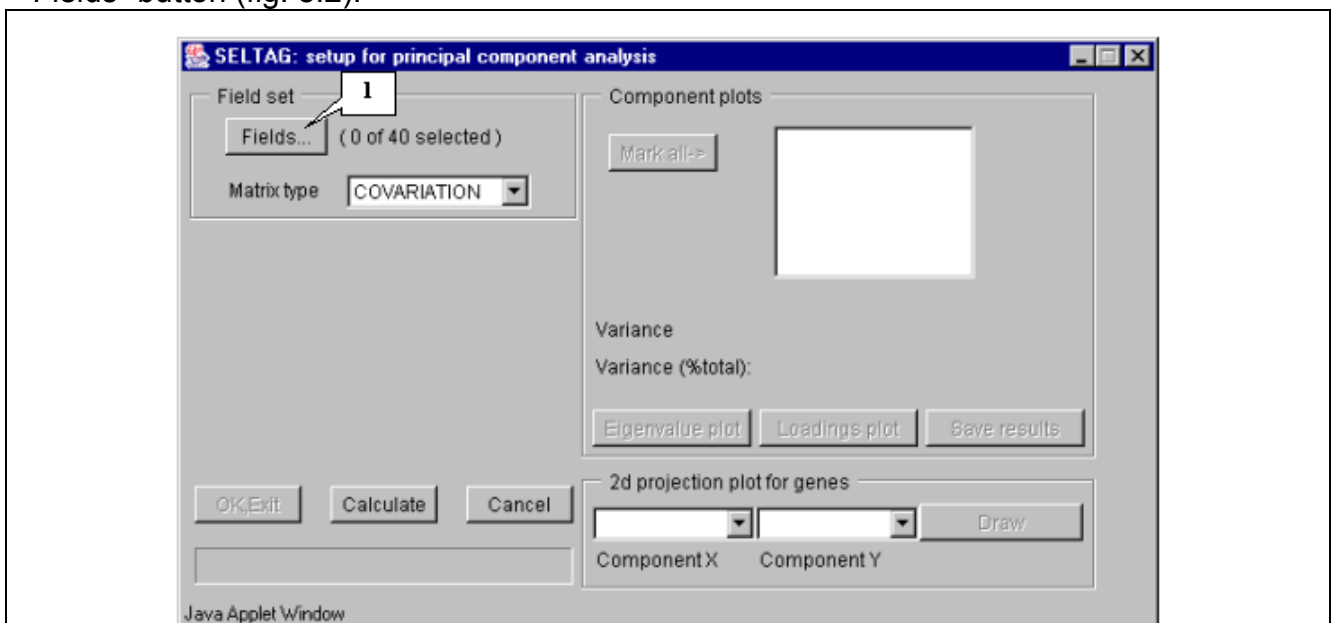 "Fields" button (fig. 3.2).
SELTAG: setup for principal component analysis
Field set
1
Fields...
( 0 of 40 selected )
Matrix type
COVARIATION
Component plots
Mark all->
Variance
Variance (%total):
Eigenvalue plot
Loadings plot
Save results
OK,Exit
Calculate
Cancel
2d projection plot for genes
Draw
Component X
Component Y
Java Applet Window